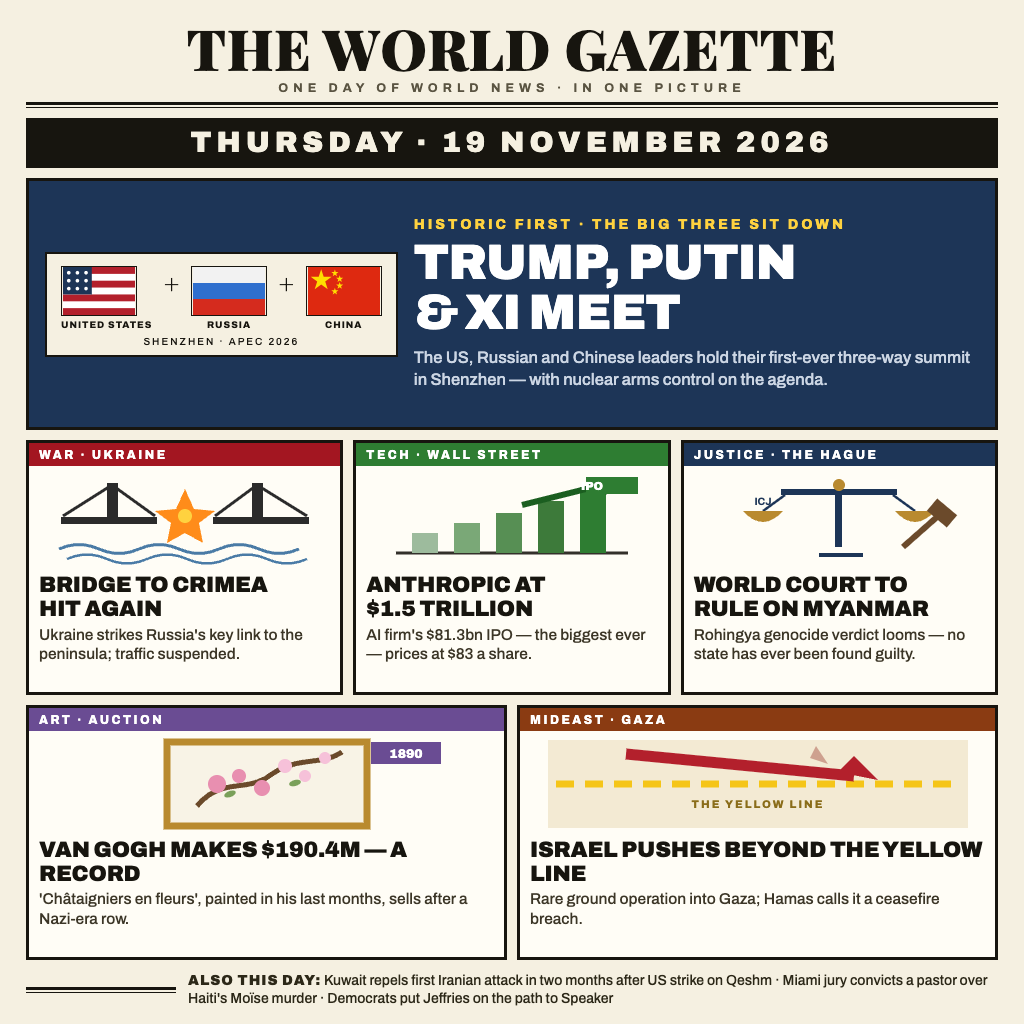 THE WORLD GAZETTE
ONE DAY OF WORLD NEWS · IN ONE PICTURE
THURSDAY · 19 NOVEMBER 2026
HISTORIC FIRST · THE BIG THREE SIT DOWN
TRUMP, PUTIN
& XI MEET
The US, Russian and Chinese leaders hold their first-ever three-way summit
in Shenzhen — with nuclear arms control on the agenda.
+ +
UNITED STATES RUSSIA CHINA
SHENZHEN · APEC 2026
WAR · UKRAINE
BRIDGE TO CRIMEA
HIT AGAIN
Ukraine strikes Russia's key link to the
peninsula; traffic suspended.
TECH · WALL STREET
IPO
ANTHROPIC AT
$1.5 TRILLION
AI firm's $81.3bn IPO — the biggest ever
— prices at $83 a share.
JUSTICE · THE HAGUE
ICJ
WORLD COURT TO
RULE ON MYANMAR
Rohingya genocide verdict looms — no
state has ever been found guilty.
ART · AUCTION
1890
VAN GOGH MAKES $190.4M — A
RECORD
'Châtaigniers en fleurs', painted in his last months, sells after a
Nazi-era row.
MIDEAST · GAZA
THE YELLOW LINE
ISRAEL PUSHES BEYOND THE YELLOW
LINE
Rare ground operation into Gaza; Hamas calls it a ceasefire
breach.
ALSO THIS DAY: Kuwait repels first Iranian attack in two months after US strike on Qeshm · Miami jury convicts a pastor over
Haiti's Moïse murder · Democrats put Jeffries on the path to Speaker